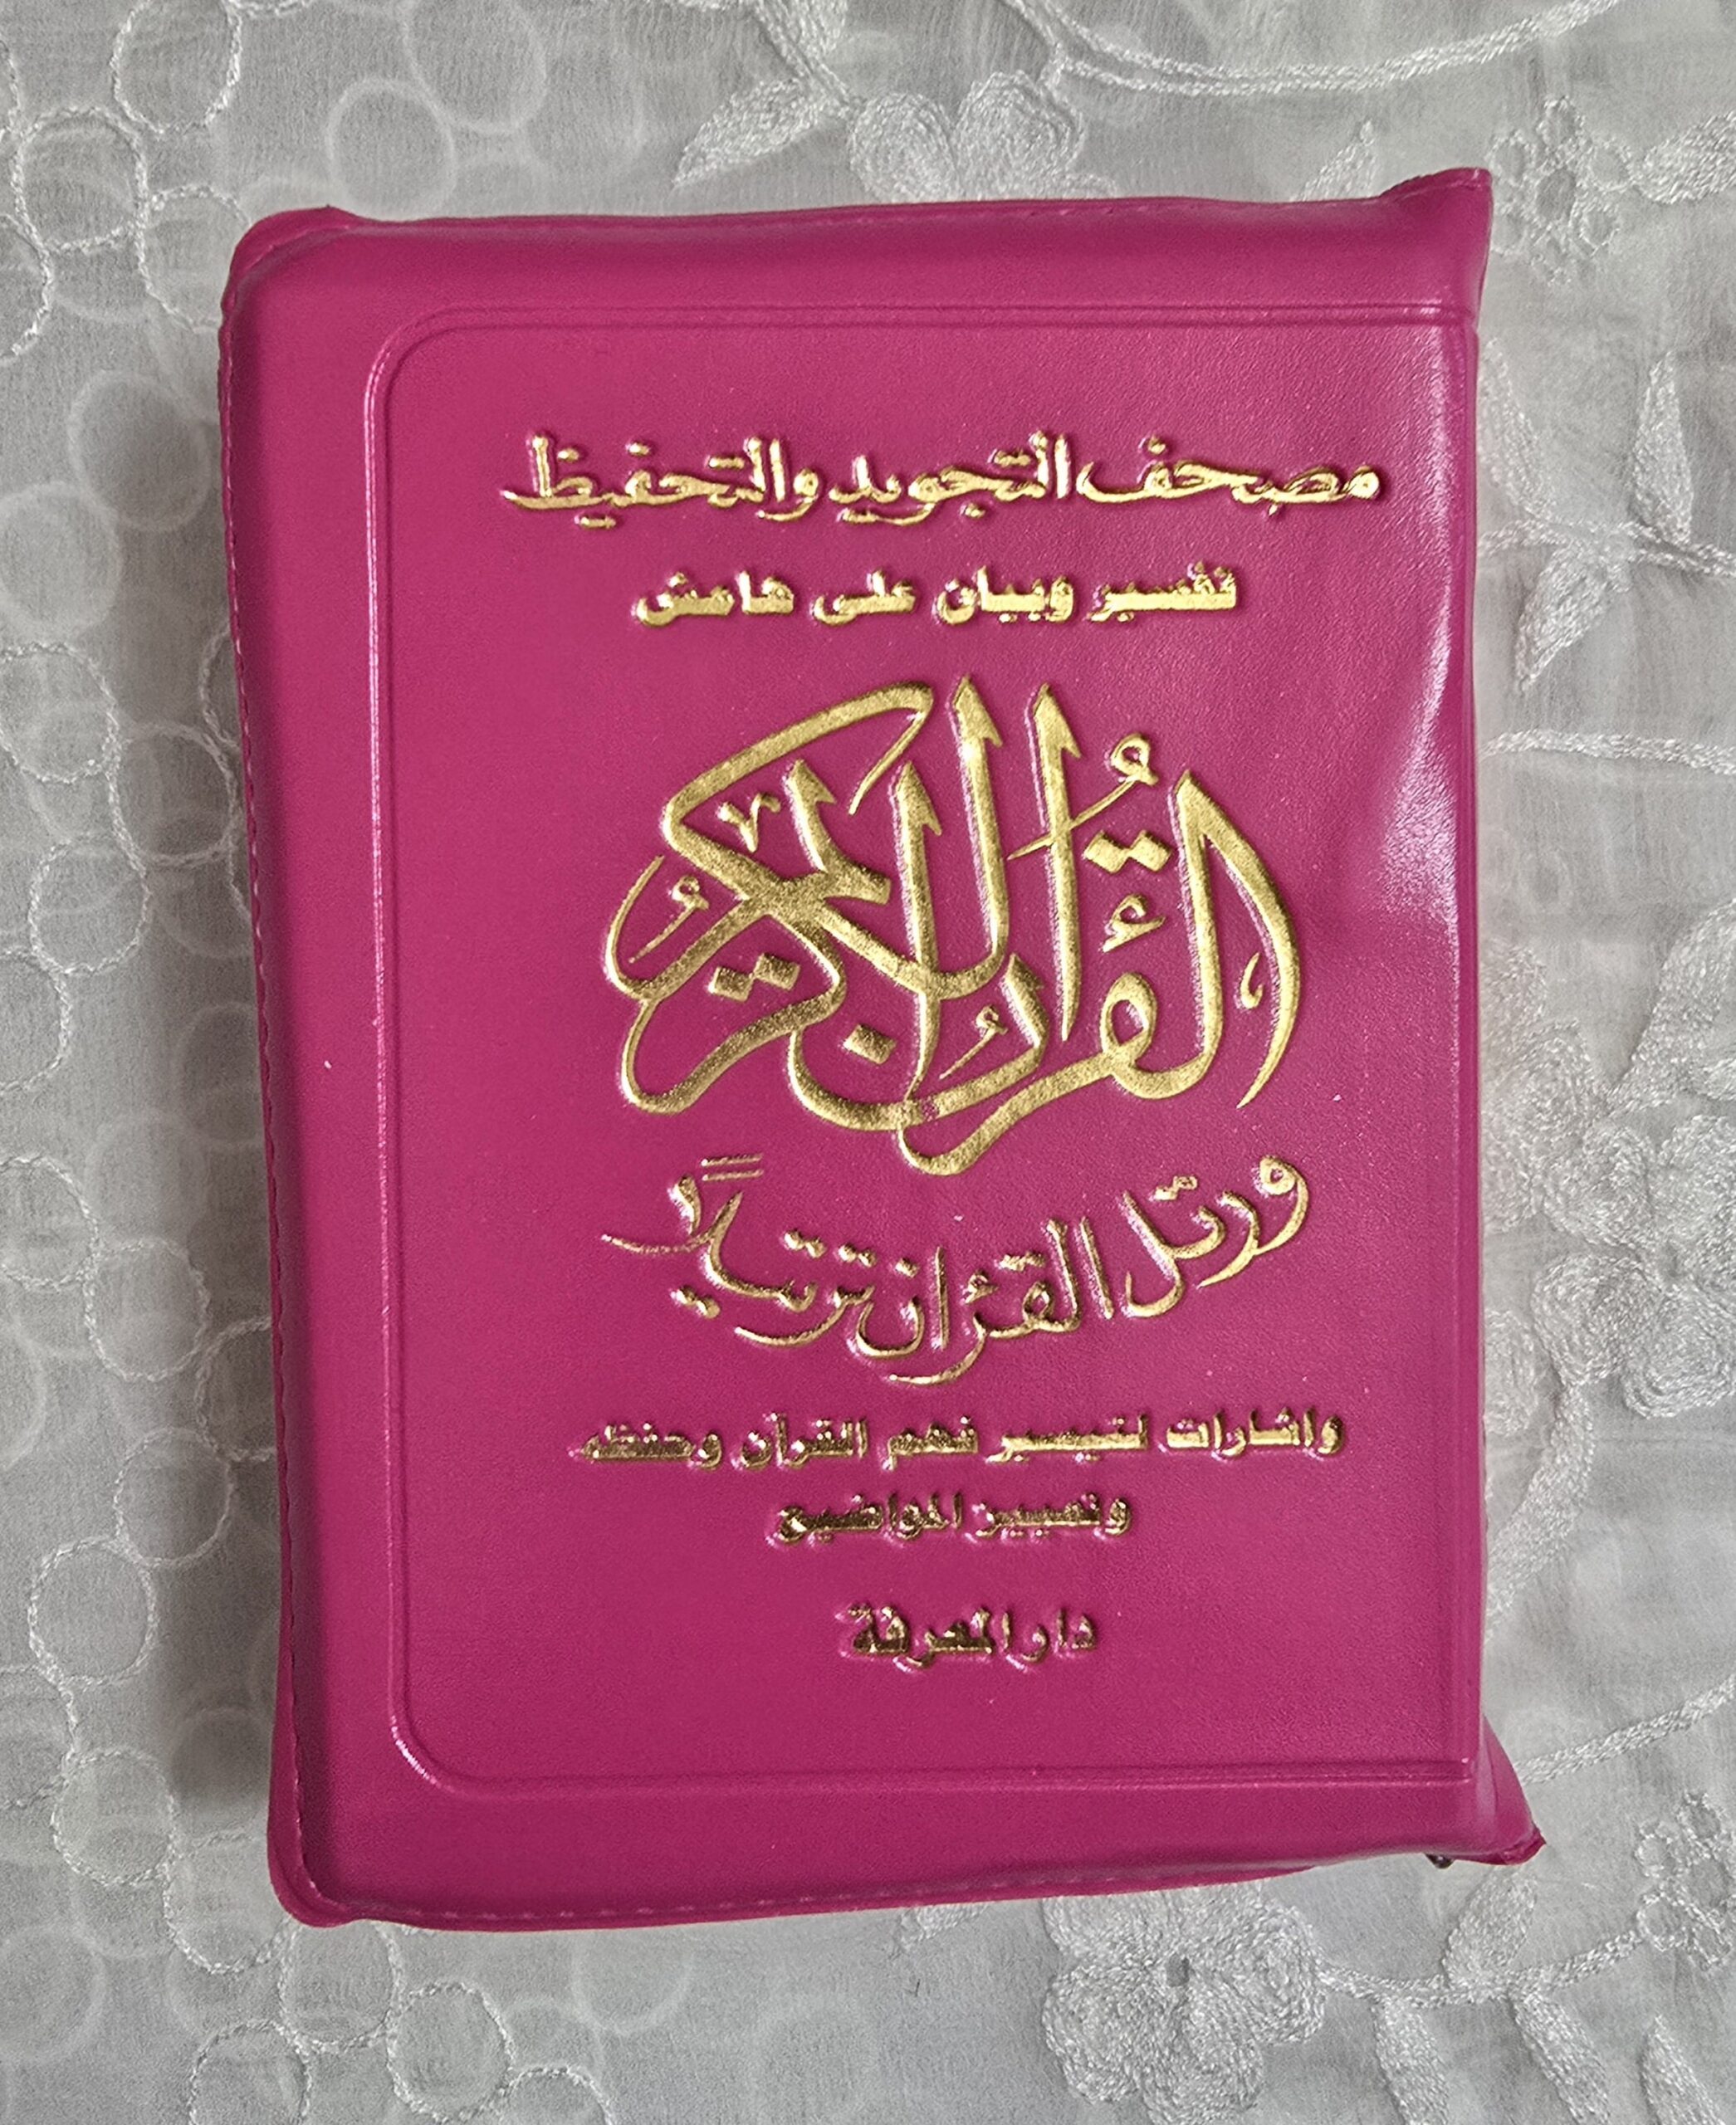 مصحف التجويد والتحفيظ
تفسير وبيان على هامش
القرآن الكريم
ورتل القرءان ترتيلاً
واشارات لتيسير فهم القرآن وحفظه
وتمييز المواضيع
دار المعرفة